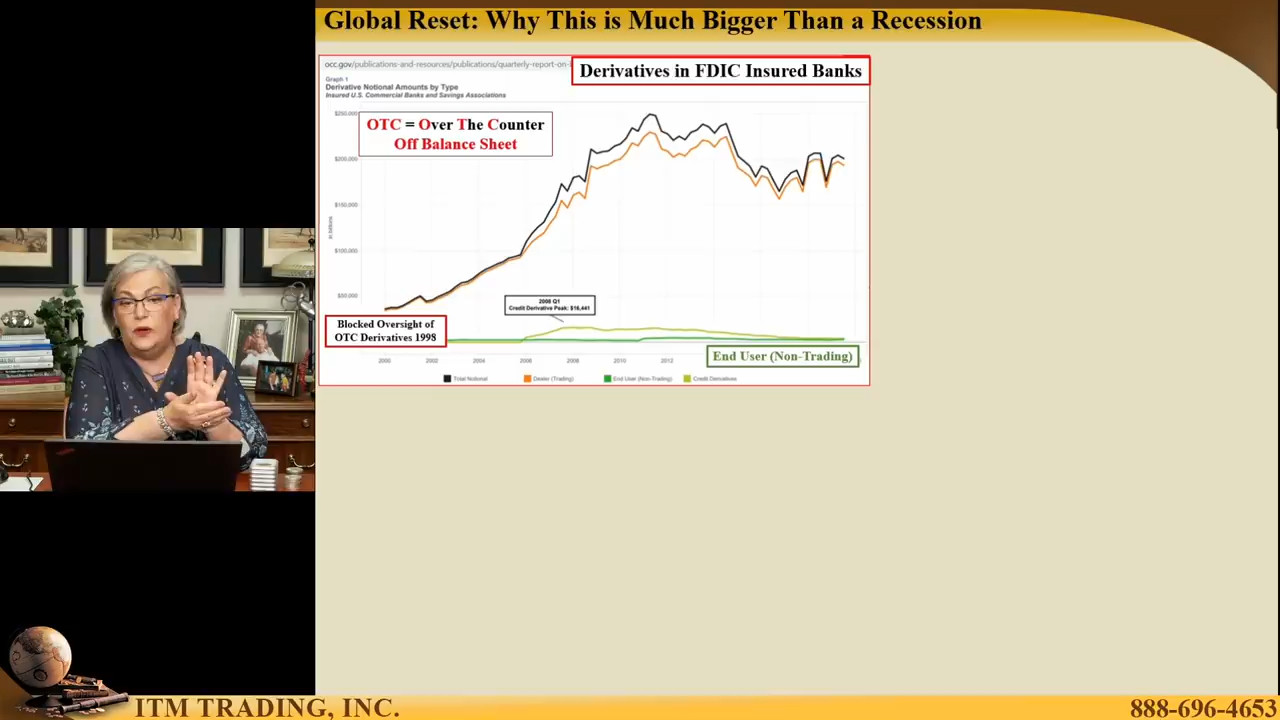 Global Reset: Why This is Much Bigger Than a Recession
occ.gov/publications-and-resources/publications/quarterly-report-on-
Derivatives in FDIC Insured Banks
Graph 1
Derivative Notional Amounts by Type
Insured U.S. Commercial Banks and Savings Associations
$250,000
OTC = Over The Counter
Off Balance Sheet
$200,000
$150,000
$100,000
$50,000
2008 Q1
Credit Derivative Peak: $16,441
Blocked Oversight of
OTC Derivatives 1998
End User (Non-Trading)
2000 2002 2004 2006 2008 2010 2012
Total Notional Dealer (Trading) End User (Non-Trading) Credit Derivatives
ITM TRADING, INC.
888-696-4653